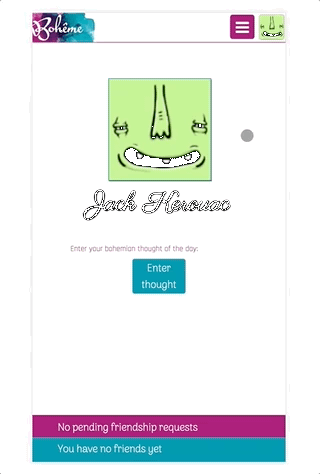 Bohême
Jack Kerouac
Enter your bohemian thought of the day:
Enter
thought
No pending friendship requests
You have no friends yet